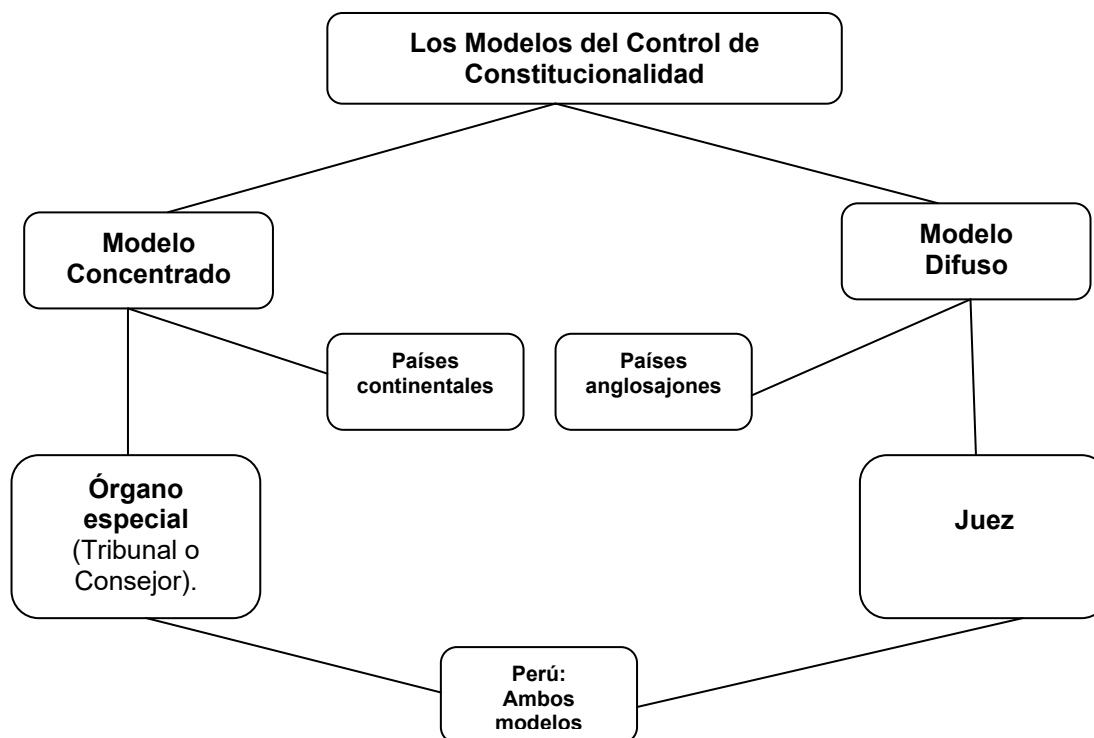 Los Modelos del Control de
Constitucionalidad
Modelo
Concentrado
Modelo
Difuso
Países
continentales
Países
anglosajones
Órgano
especial
(Tribunal o
Consejor).
Juez
Perú:
Ambos
modelos